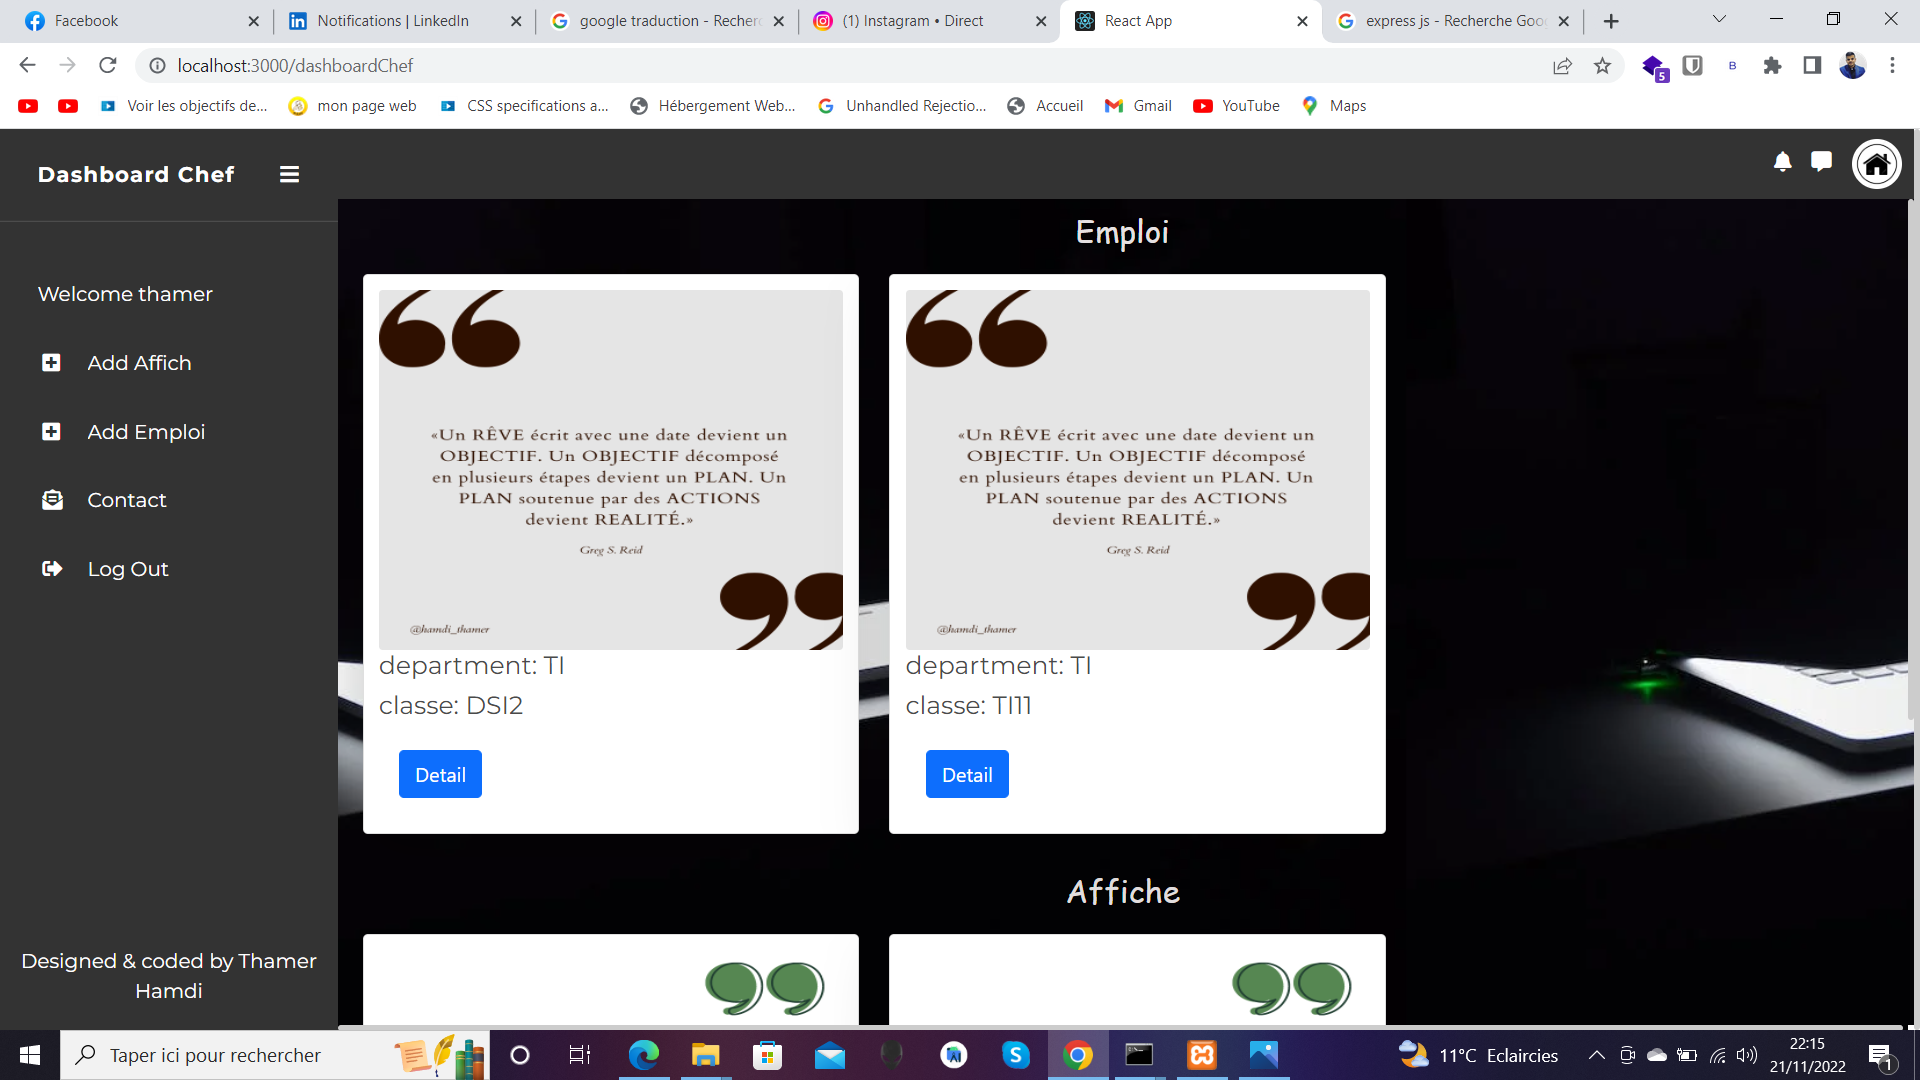 Facebook
Notifications | LinkedIn
google traduction - Recherc
(1) Instagram • Direct
React App
express js - Recherche Goo
localhost:3000/dashboardChef
5
B
Voir les objectifs de...
mon page web
CSS specifications a...
Hébergement Web...
Unhandled Rejectio...
Accueil
Gmail
YouTube
Maps
Dashboard Chef
Welcome thamer
Add Affich
Add Emploi
Contact
Log Out
Designed & coded by Thamer
Hamdi
Emploi
«Un RÊVE écrit avec une date devient un
OBJECTIF. Un OBJECTIF décomposé
en plusieurs étapes devient un PLAN. Un
PLAN soutenue par des ACTIONS
devient REALITÉ.»
Greg S. Reid
@hamdi_thamer
department: TI
classe: DSI2
Detail
«Un RÊVE écrit avec une date devient un
OBJECTIF. Un OBJECTIF décomposé
en plusieurs étapes devient un PLAN. Un
PLAN soutenue par des ACTIONS
devient REALITÉ.»
Greg S. Reid
@hamdi_thamer
department: TI
classe: TI11
Detail
Affiche
Taper ici pour rechercher
11°C Eclaircies
22:15
21/11/2022
1